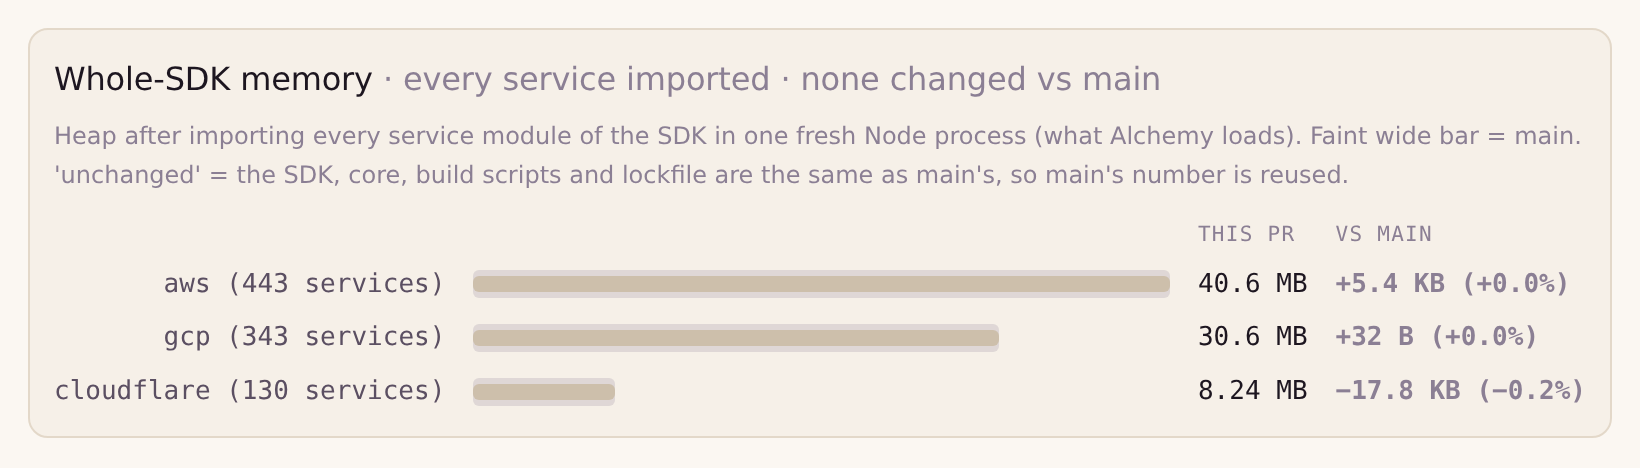 Whole-SDK memory · every service imported · none changed vs main
Heap after importing every service module of the SDK in one fresh Node process (what Alchemy loads). Faint wide bar = main.
'unchanged' = the SDK, core, build scripts and lockfile are the same as main's, so main's number is reused.
THIS PR VS MAIN
aws (443 services) 40.6 MB +5.4 KB (+0.0%)
gcp (343 services) 30.6 MB +32 B (+0.0%)
cloudflare (130 services) 8.24 MB −17.8 KB (−0.2%)